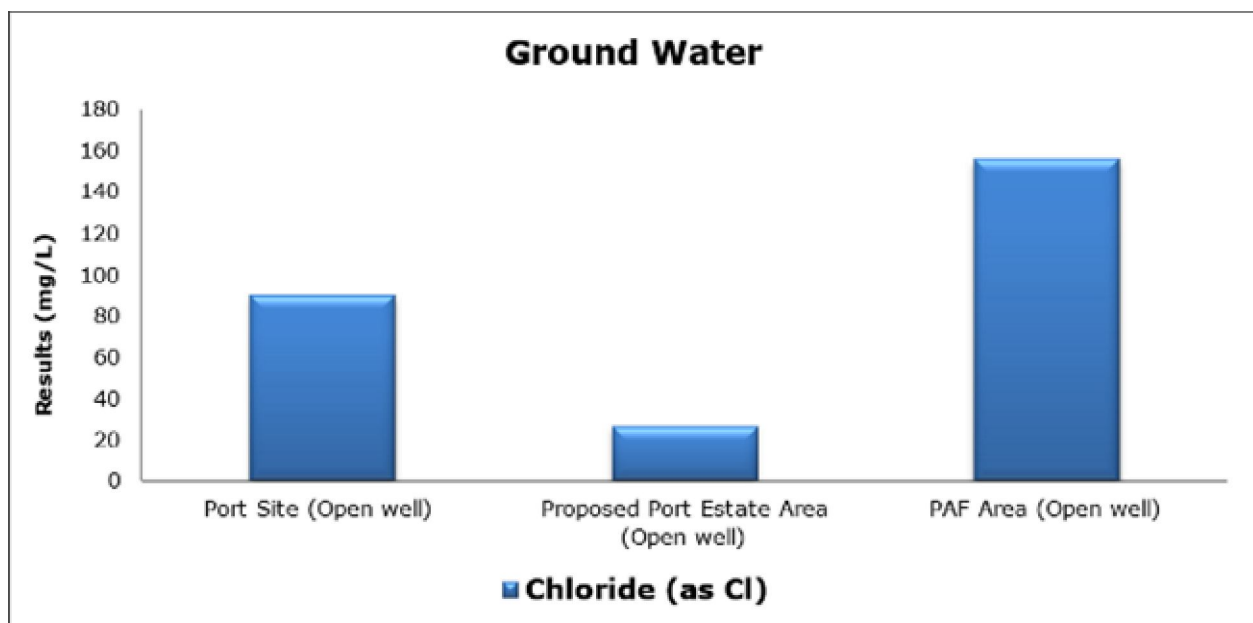 Ground Water
180
160
140
120
100
80
60
40
20
0
Results (mg/L)
Port Site (Open well)
Proposed Port Estate Area
(Open well)
PAF Area (Open well)
Chloride (as Cl)